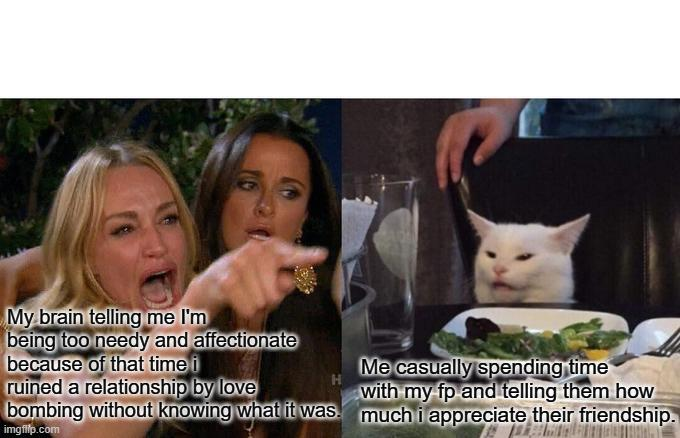 My brain telling me I'm
being too needy and affectionate
because of that time i
ruined a relationship by love
bombing without knowing what it was.
Me casually spending time
with my fp and telling them how
much i appreciate their friendship.
imgflip.com